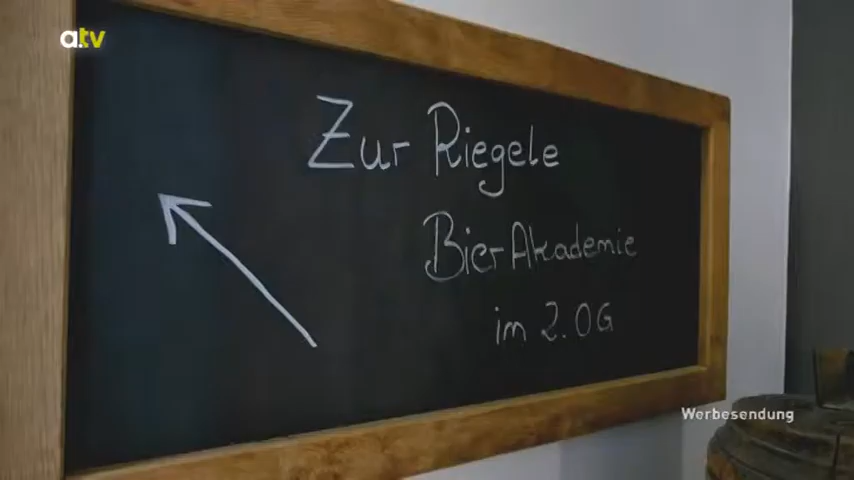 a.tv
Zur Riegele
BierAkademie
im 2. OG
Werbesendung